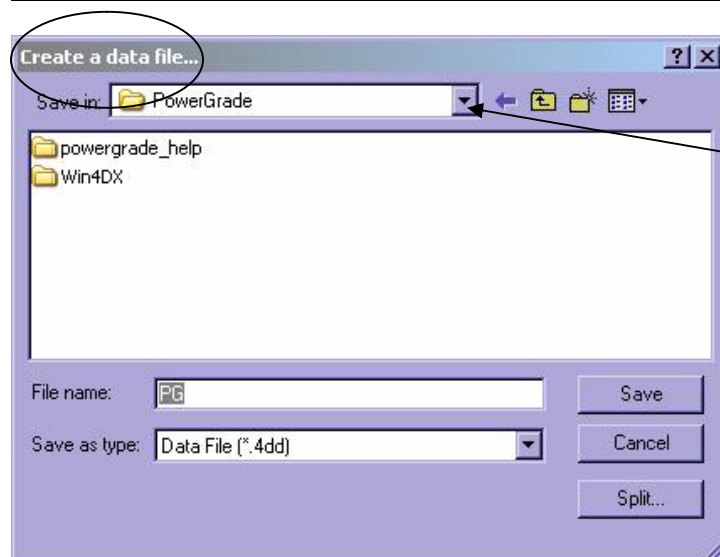 Create a data file...
Save in: PowerGrade
powergrade_help
Win4DX
File name: PG Save
Save as type: Data File (*.4dd) Cancel
Split...